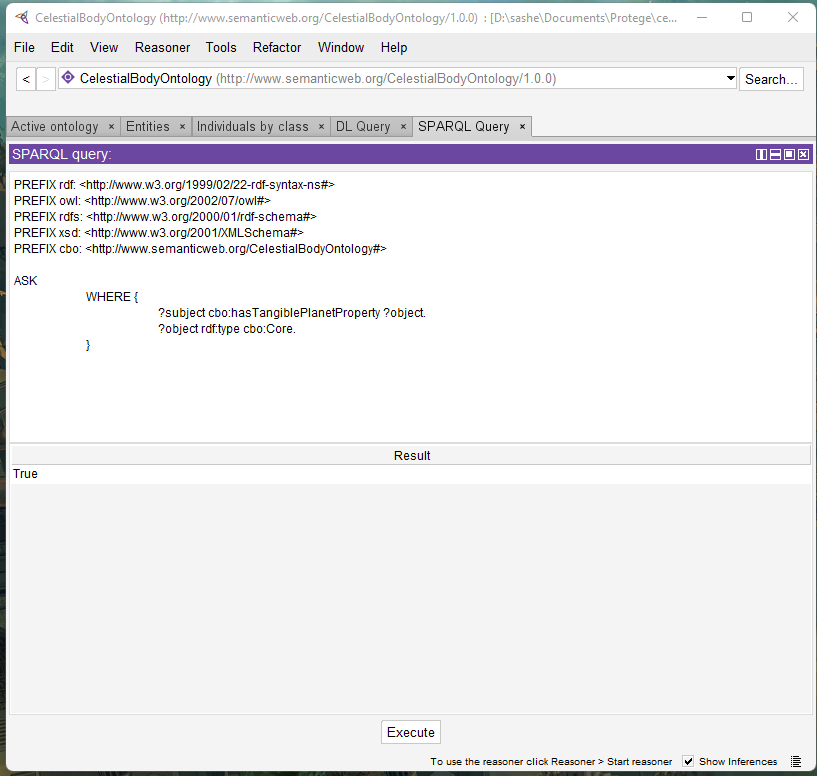 CelestialBodyOntology (http://www.semanticweb.org/CelestialBodyOntology/1.0.0)  : [D:\sashe\Documents\Protege\ce...
File Edit View Reasoner Tools Refactor Window Help
< > CelestialBodyOntology (http://www.semanticweb.org/CelestialBodyOntology/1.0.0) Search...
Active ontology × Entities × Individuals by class × DL Query × SPARQL Query ×
SPARQL query:
PREFIX rdf: <http://www.w3.org/1999/02/22-rdf-syntax-ns#>
PREFIX owl: <http://www.w3.org/2002/07/owl#>
PREFIX rdfs: <http://www.w3.org/2000/01/rdf-schema#>
PREFIX xsd: <http://www.w3.org/2001/XMLSchema#>
PREFIX cbo: <http://www.semanticweb.org/CelestialBodyOntology#>
ASK
WHERE {
?subject cbo:hasTangiblePlanetProperty ?object.
?object rdf:type cbo:Core.
}
Result
True
Execute
To use the reasoner click Reasoner > Start reasoner Show Inferences